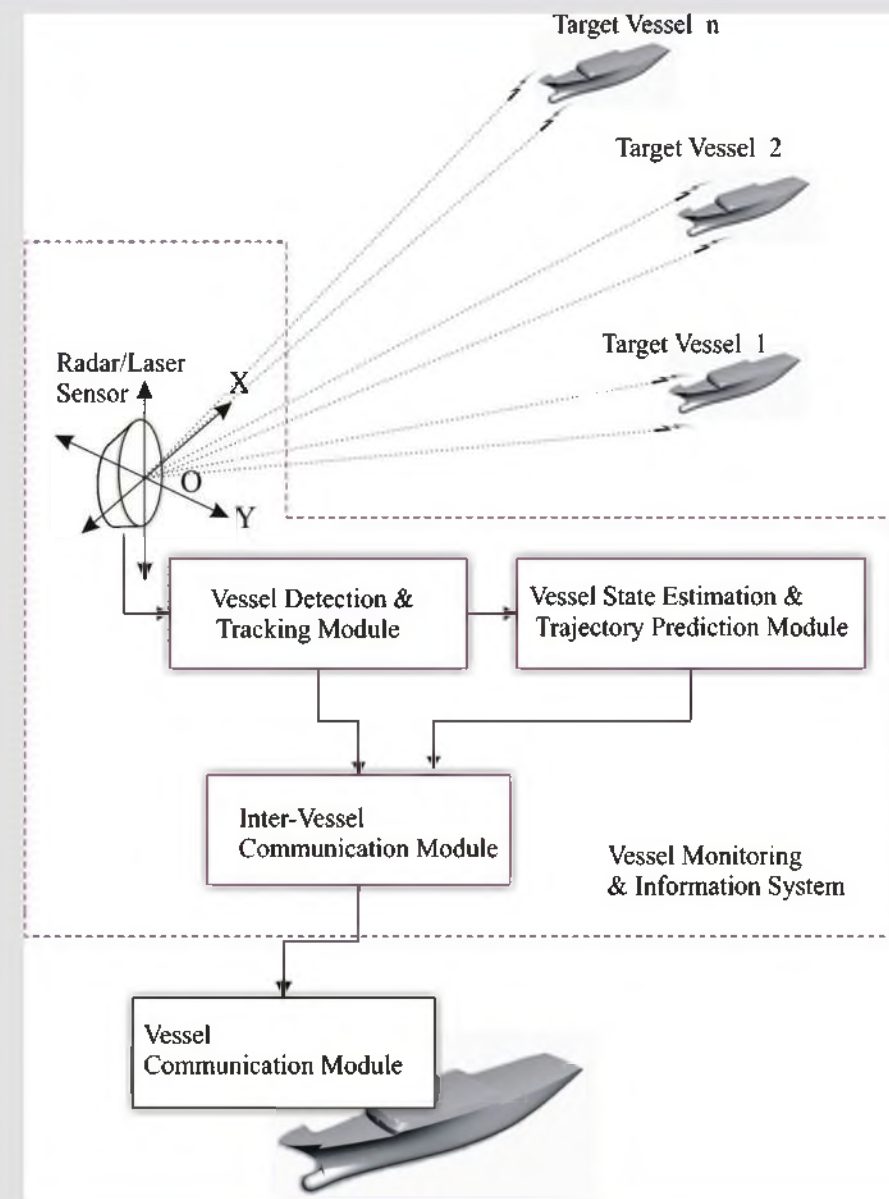 Target Vessel n
Target Vessel 2
Target Vessel 1
Radar/Laser
Sensor
X
O
Y
Vessel Detection &
Tracking Module
Vessel State Estimation &
Trajectory Prediction Module
Inter-Vessel
Communication Module
Vessel Monitoring
& Information System
Vessel
Communication Module